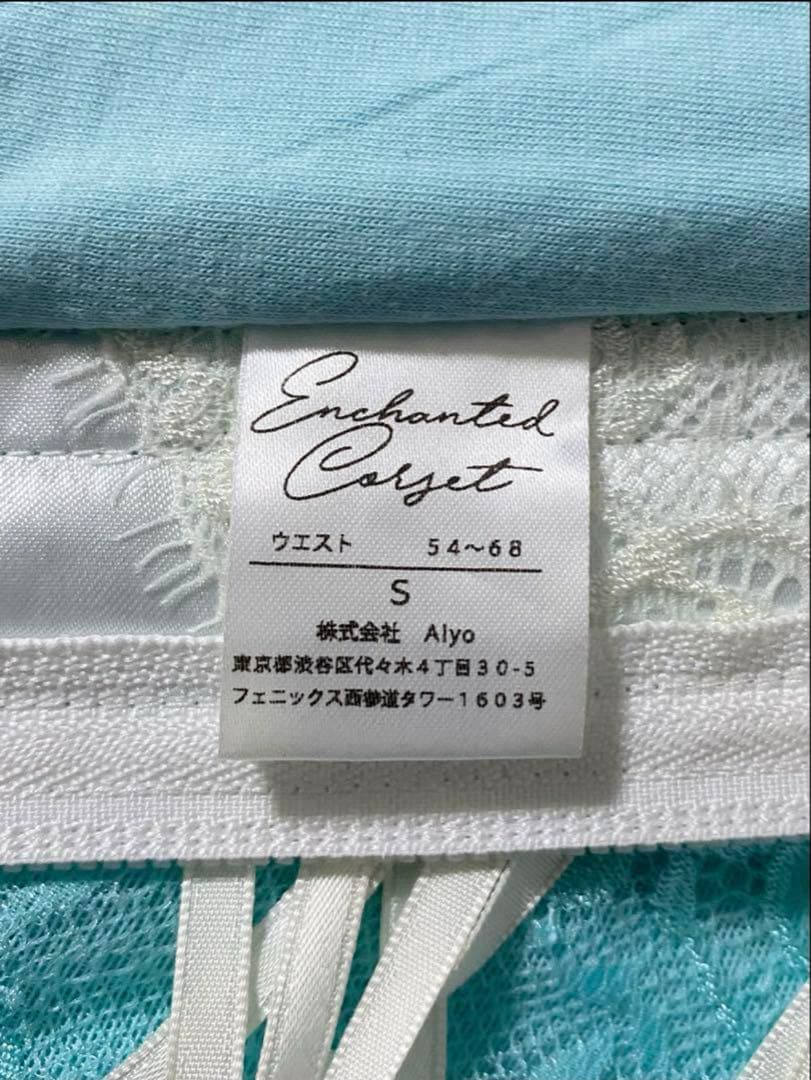 Enchanted
Corset
ウエスト 54～68
S
株式会社 Alyo
東京都渋谷区代々木4丁目30-5
フェニックス西参道タワー1603号